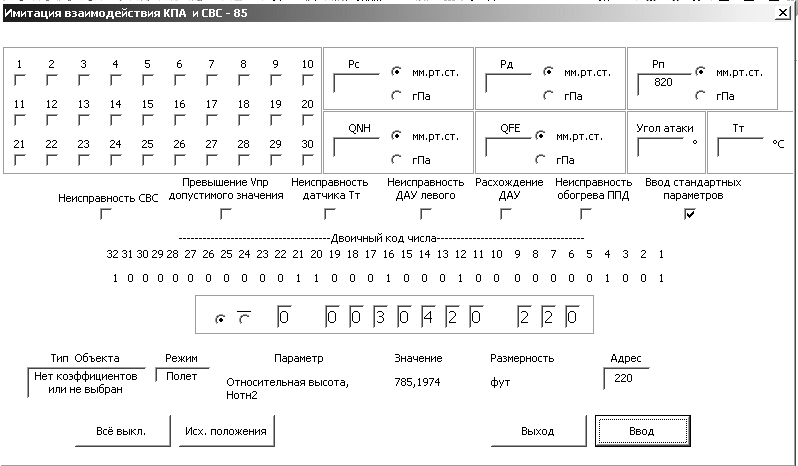 Имитация взаимодействия КПА и СВС - 85
1 2 3 4 5 6 7 8 9 10
11 12 13 14 15 16 17 18 19 20
21 22 23 24 25 26 27 28 29 30
Pс мм.рт.ст. гПа
Pд мм.рт.ст. гПа
Pп 820 мм.рт.ст. гПа
QNH мм.рт.ст. гПа
QFE мм.рт.ст. гПа
Угол атаки °
Тт °C
Неисправность СВС
Превышение Vпр
допустимого значения
Неисправность
датчика Тт
Неисправность
ДАУ левого
Расхождение
ДАУ
Неисправность
обогрева ППД
Ввод стандартных
параметров
--------------------------------------Двоичный код числа---------------------------------
32 31 30 29 28 27 26 25 24 23 22 21 20 19 18 17 16 15 14 13 12 11 10 9 8 7 6 5 4 3 2 1
1 0 0 0 0 0 0 0 0 0 1 1 0 0 0 1 0 0 0 1 0 0 0 0 0 0 0 1 0 0 1
0 0 0 3 0 4 2 0 2 2 0
Тип Объекта
Нет коэффициентов
или не выбран
Режим
Полет
Параметр
Относительная высота,
Hотн2
Значение
785,1974
Размерность
фут
Адрес
220
Всё выкл.
Исх. положения
Выход
Ввод